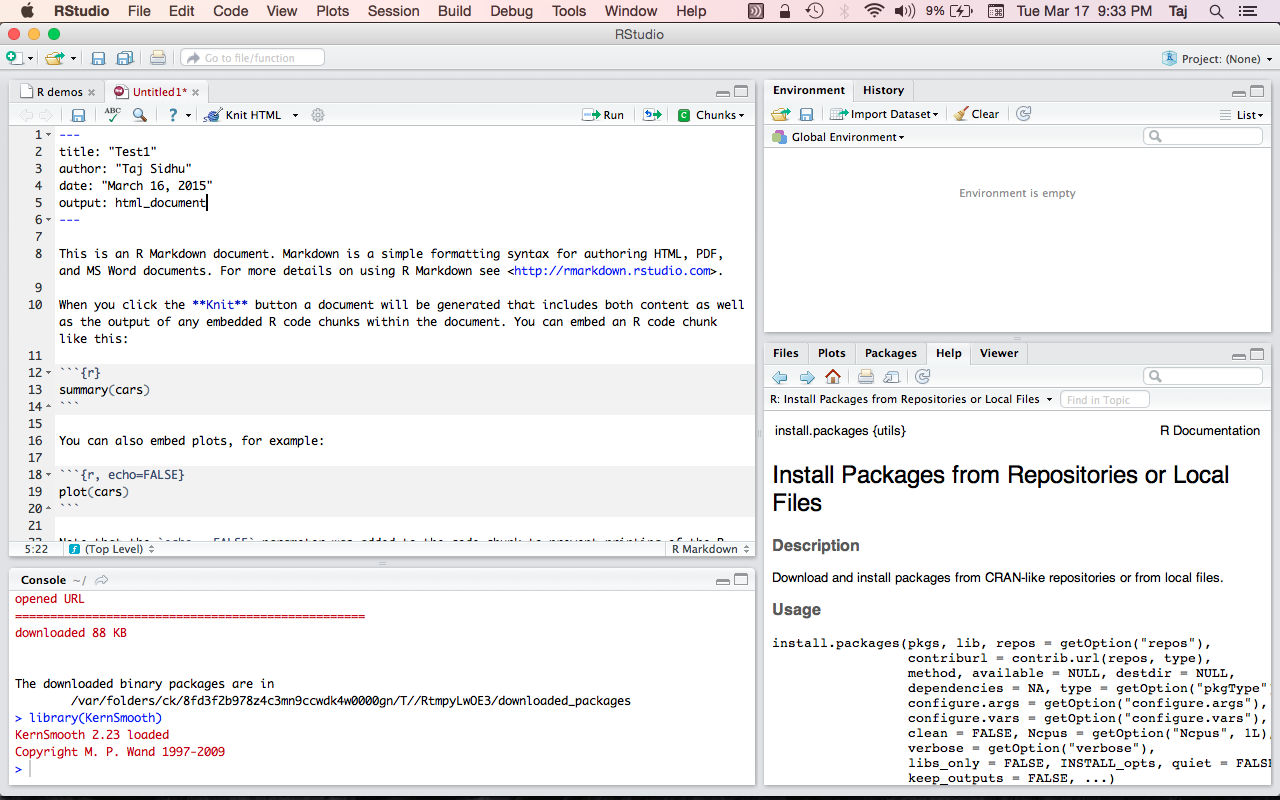 RStudio File Edit Code View Plots Session Build Debug Tools Window Help 9% Tue Mar 17 9:33 PM Taj
RStudio
Go to file/function Project: (None)
R demos Untitled1*
ABC ? Knit HTML Run Chunks
1 ---
2 title: "Test1"
3 author: "Taj Sidhu"
4 date: "March 16, 2015"
5 output: html_document
6 ---
7
8 This is an R Markdown document. Markdown is a simple formatting syntax for authoring HTML, PDF,
and MS Word documents. For more details on using R Markdown see <http://rmarkdown.rstudio.com>.
9
10 When you click the **Knit** button a document will be generated that includes both content as well
as the output of any embedded R code chunks within the document. You can embed an R code chunk
like this:
11
12 ```{r}
13 summary(cars)
14 ```
15
16 You can also embed plots, for example:
17
18 ```{r, echo=FALSE}
19 plot(cars)
20 ```
21
5:22 (Top Level) R Markdown
Console ~/
opened URL
==================================================
downloaded 88 KB
The downloaded binary packages are in
/var/folders/ck/8fd3f2b978z4c3mn9ccwdk4w0000gn/T//RtmpyLwOE3/downloaded_packages
> library(KernSmooth)
KernSmooth 2.23 loaded
Copyright M. P. Wand 1997-2009
>
Environment History
Import Dataset Clear List
Global Environment
Environment is empty
Files Plots Packages Help Viewer
R: Install Packages from Repositories or Local Files Find in Topic
install.packages {utils} R Documentation
Install Packages from Repositories or Local
Files
Description
Download and install packages from CRAN-like repositories or from local files.
Usage
install.packages(pkgs, lib, repos = getOption("repos"),
contriburl = contrib.url(repos, type),
method, available = NULL, destdir = NULL,
dependencies = NA, type = getOption("pkgType"
configure.args = getOption("configure.args"),
configure.vars = getOption("configure.vars"),
clean = FALSE, Ncpus = getOption("Ncpus", 1L),
verbose = getOption("verbose"),
libs_only = FALSE, INSTALL_opts, quiet = FALS
keep_outputs = FALSE, ...)